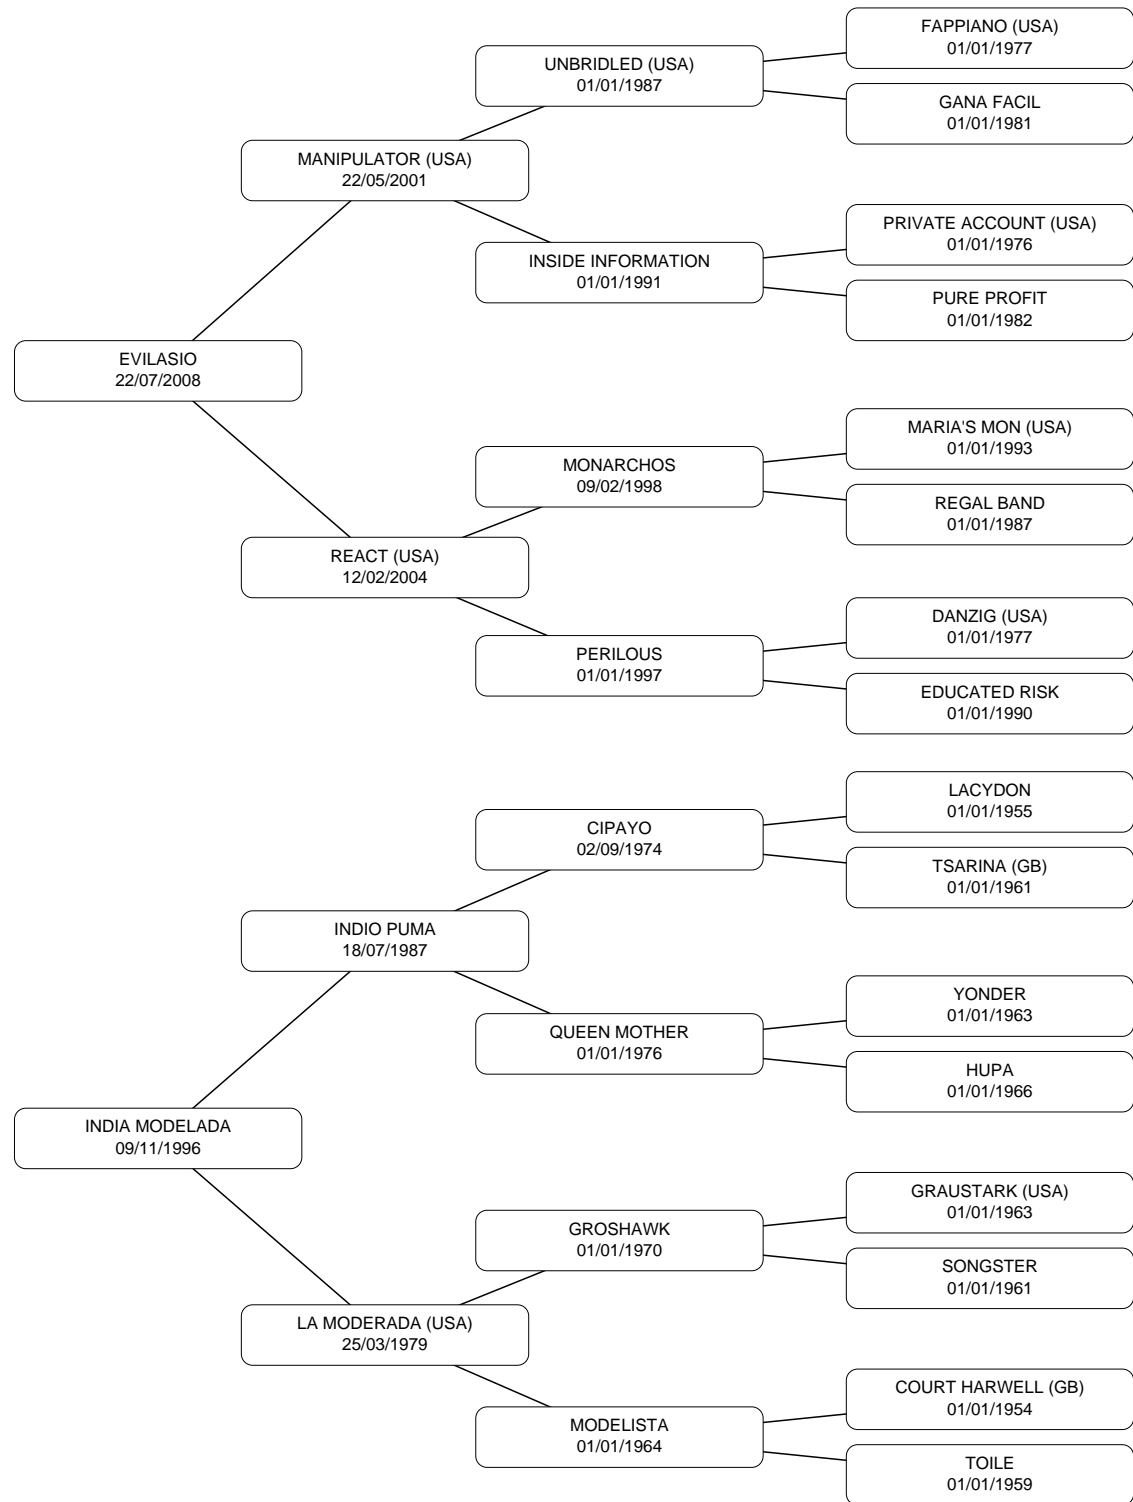 FAPPIANO (USA)
01/01/1977
UNBRIDLED (USA)
01/01/1987
GANA FACIL
01/01/1981
MANIPULATOR (USA)
22/05/2001
PRIVATE ACCOUNT (USA)
01/01/1976
INSIDE INFORMATION
01/01/1991
PURE PROFIT
01/01/1982
EVILASIO
22/07/2008
MARIA'S MON (USA)
01/01/1993
MONARCHOS
09/02/1998
REGAL BAND
01/01/1987
REACT (USA)
12/02/2004
DANZIG (USA)
01/01/1977
PERILOUS
01/01/1997
EDUCATED RISK
01/01/1990
LACYDON
01/01/1955
CIPAYO
02/09/1974
TSARINA (GB)
01/01/1961
INDIO PUMA
18/07/1987
YONDER
01/01/1963
QUEEN MOTHER
01/01/1976
HUPA
01/01/1966
INDIA MODELADA
09/11/1996
GRAUSTARK (USA)
01/01/1963
GROSHAWK
01/01/1970
SONGSTER
01/01/1961
LA MODERADA (USA)
25/03/1979
COURT HARWELL (GB)
01/01/1954
MODELISTA
01/01/1964
TOILE
01/01/1959